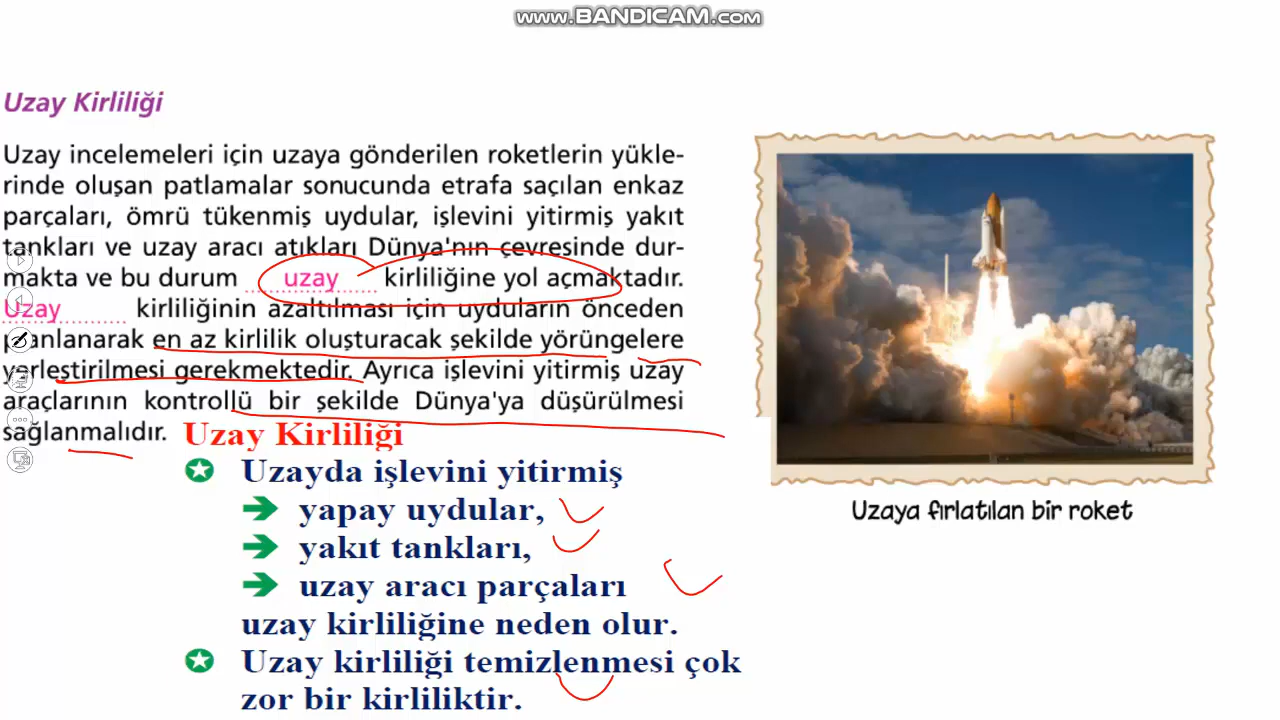 www.BANDICAM.com
Uzay Kirliliği
Uzay incelemeleri için uzaya gönderilen roketlerin yükle-
rinde oluşan patlamalar sonucunda etrafa saçılan enkaz
parçaları, ömrü tükenmiş uydular, işlevini yitirmiş yakıt
tankları ve uzay aracı atıkları Dünya'nın çevresinde dur-
makta ve bu durum uzay kirliliğine yol açmaktadır.
Uzay kirliliğinin azaltılması için uyduların önceden
planlanarak en az kirlilik oluşturacak şekilde yörüngelere
yerleştirilmesi gerekmektedir. Ayrıca işlevini yitirmiş uzay
araçlarının kontrollü bir şekilde Dünya'ya düşürülmesi
sağlanmalıdır.
Uzay Kirliliği
Uzayda işlevini yitirmiş
yapay uydular,
yakıt tankları,
uzay aracı parçaları
uzay kirliliğine neden olur.
Uzay kirliliği temizlenmesi çok
zor bir kirliliktir.
Uzaya fırlatılan bir roket